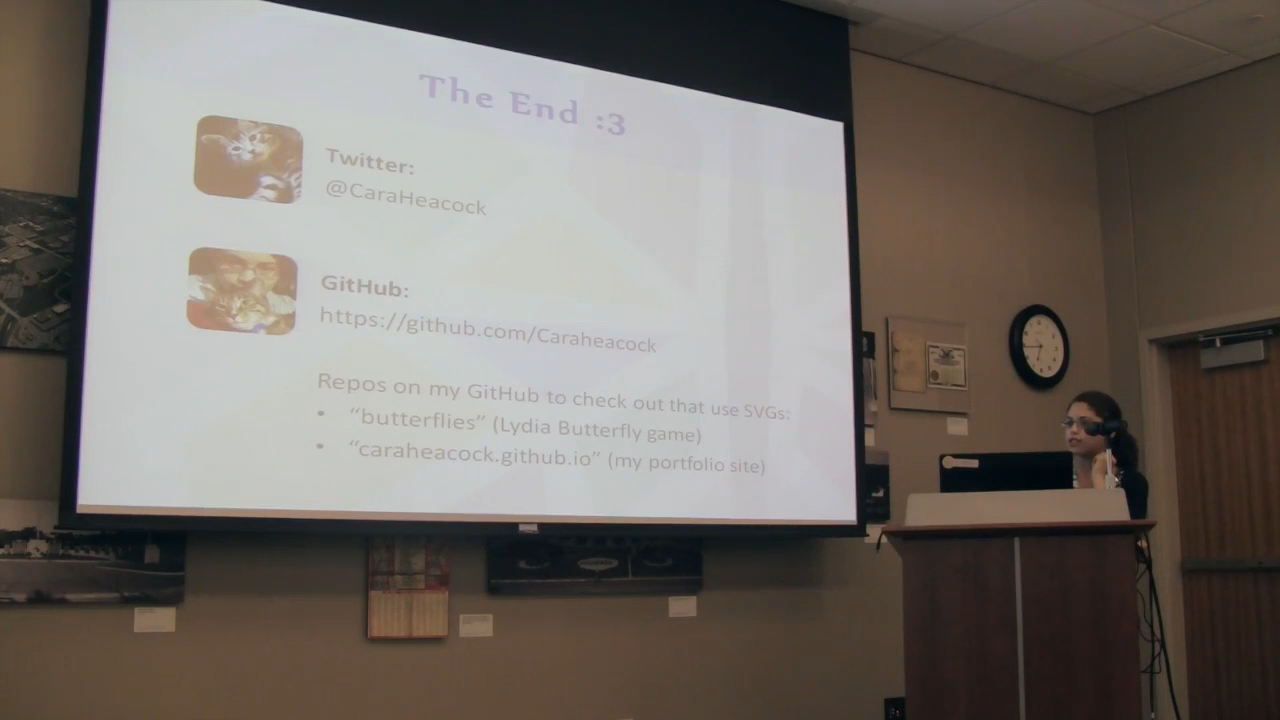 The End :3
Twitter:
@CaraHeacock
GitHub:
https://github.com/Caraheacock
Repos on my GitHub to check out that use SVGs:
• “butterflies” (Lydia Butterfly game)
• “caraheacock.github.io” (my portfolio site)